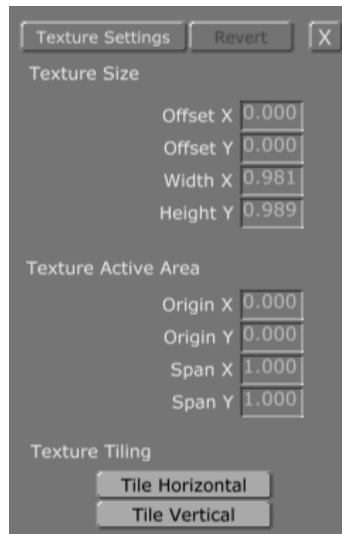 Texture Settings Revert X
Texture Size
Offset X 0.000
Offset Y 0.000
Width X 0.981
Height Y 0.989
Texture Active Area
Origin X 0.000
Origin Y 0.000
Span X 1.000
Span Y 1.000
Texture Tiling
Tile Horizontal
Tile Vertical